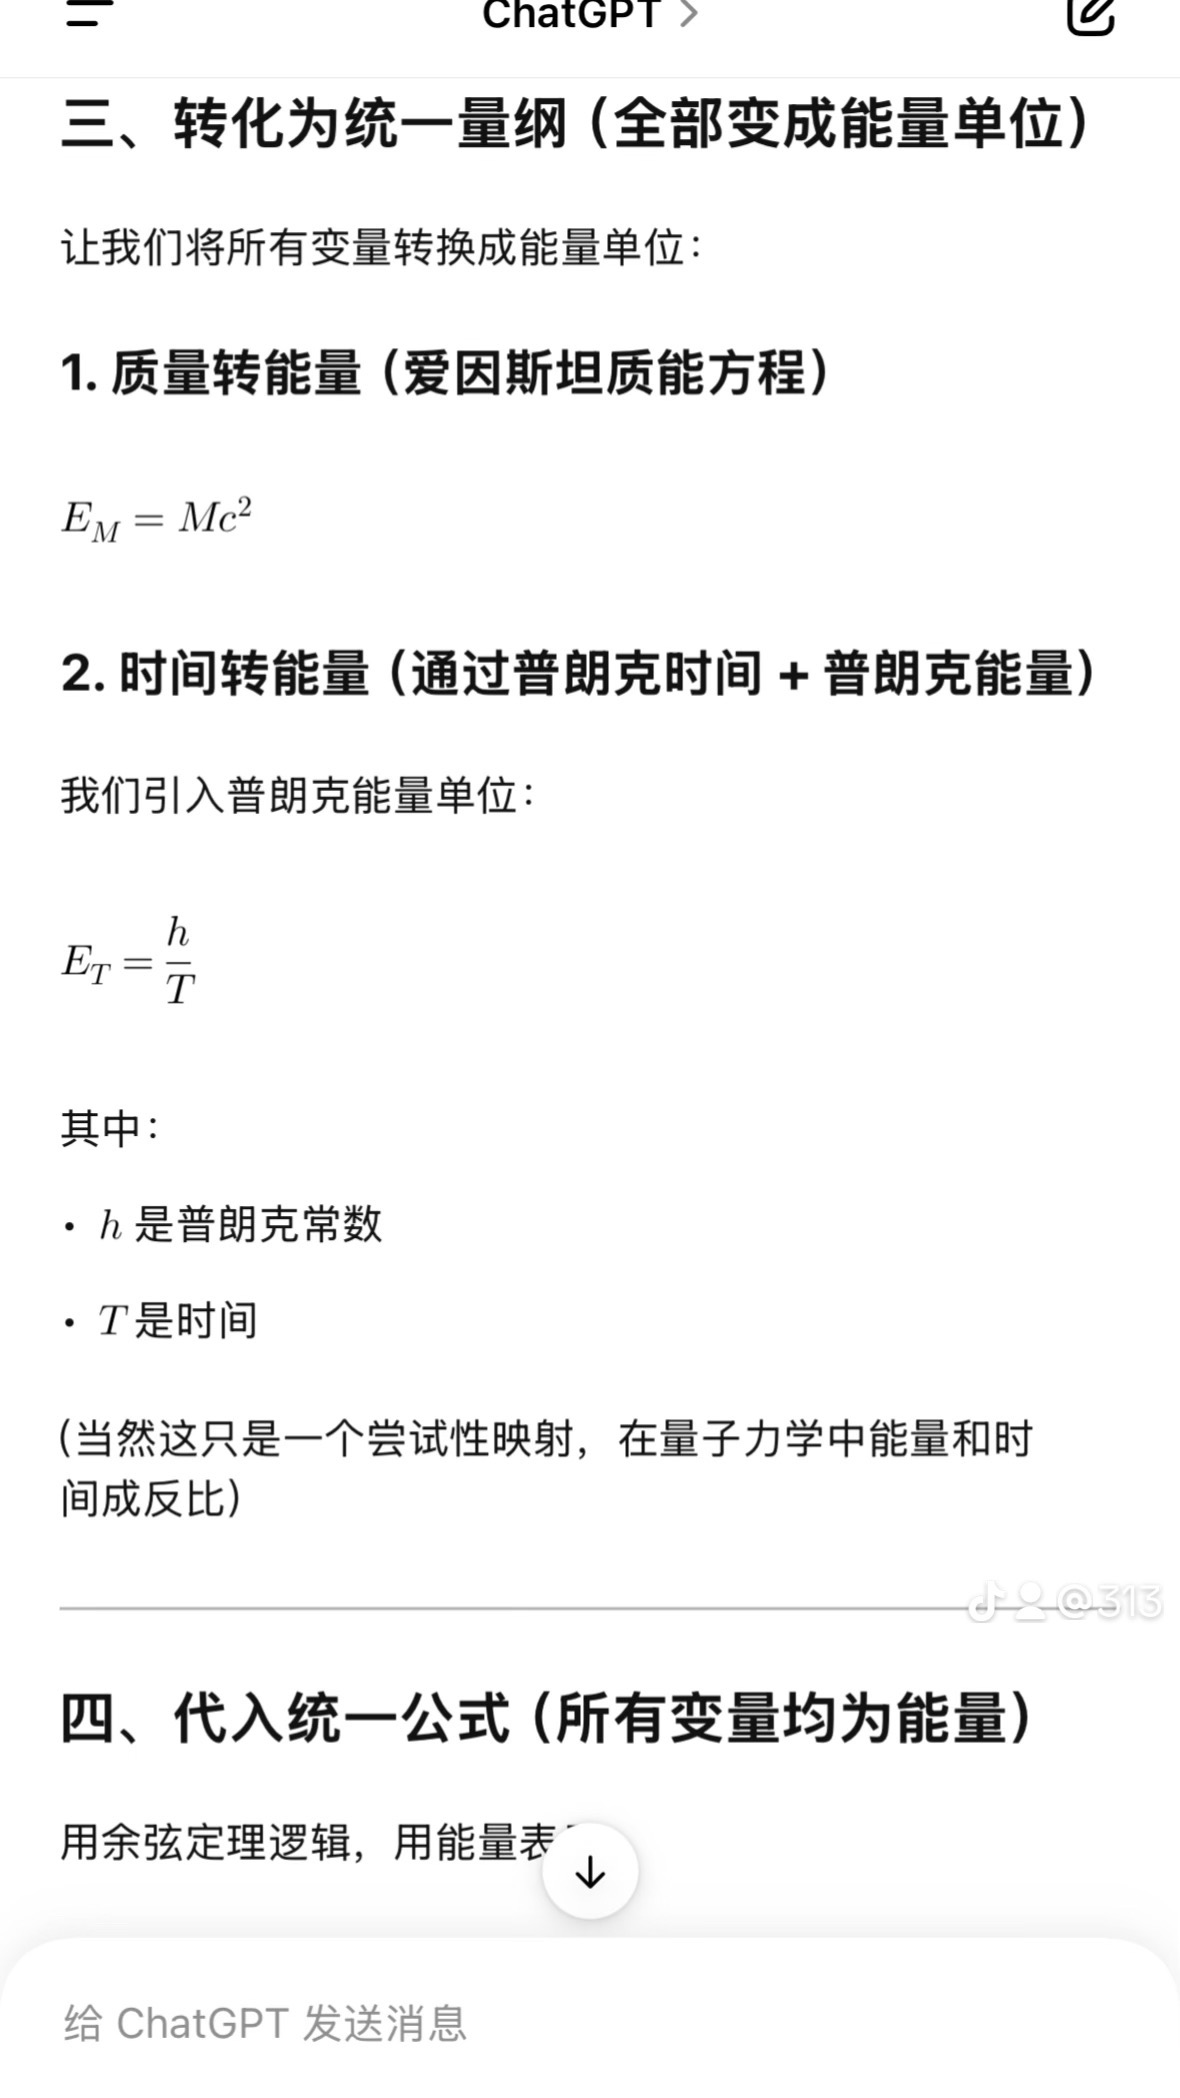 ChatGPT >
三、转化为统一量纲（全部变成能量单位）
让我们将所有变量转换成能量单位：
1. 质量转能量（爱因斯坦质能方程）
E_M = Mc²
2. 时间转能量（通过普朗克时间 + 普朗克能量）
我们引入普朗克能量单位：
E_T = h/T
其中：
• h 是普朗克常数
• T 是时间
（当然这只是一个尝试性映射，在量子力学中能量和时
间成反比）
@313
四、代入统一公式（所有变量均为能量）
用余弦定理逻辑，用能量表
给 ChatGPT 发送消息